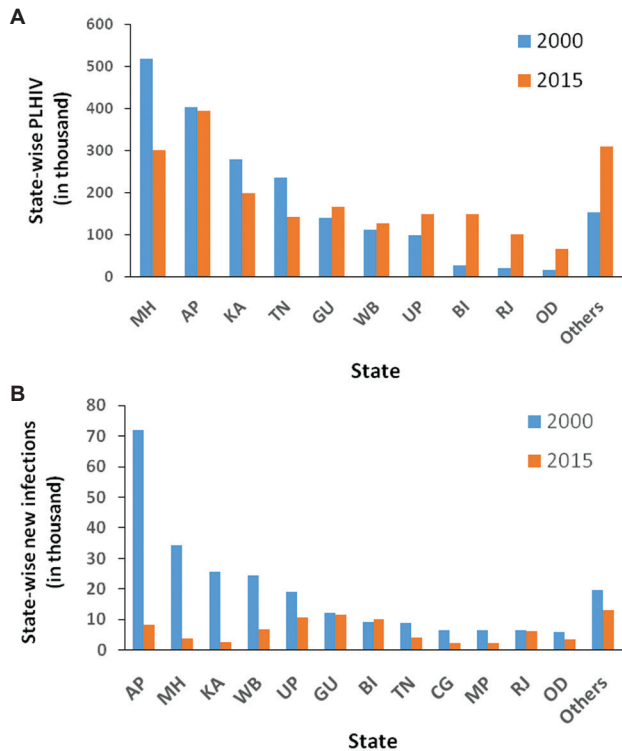 A
600
500
400
300
200
100
0
State-wise PLHIV
(in thousand)
2000
2015
MH AP KA TN GU WB UP BI RJ OD Others
State
B
80
70
60
50
40
30
20
10
0
State-wise new infections
(in thousand)
2000
2015
AP MH KA WB UP GU BI TN CG MP RJ OD Others
State